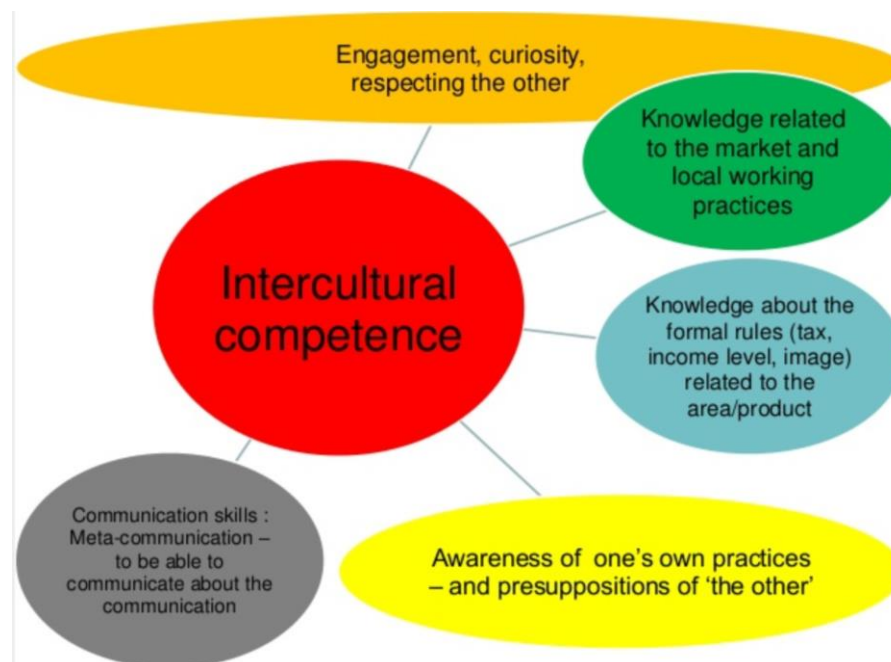 Engagement, curiosity,
respecting the other
Knowledge related
to the market and
local working
practices
Intercultural
competence
Knowledge about the
formal rules (tax,
income level, image)
related to the
area/product
Communication skills :
Meta-communication –
to be able to
communicate about the
communication
Awareness of one’s own practices
– and presuppositions of ‘the other’